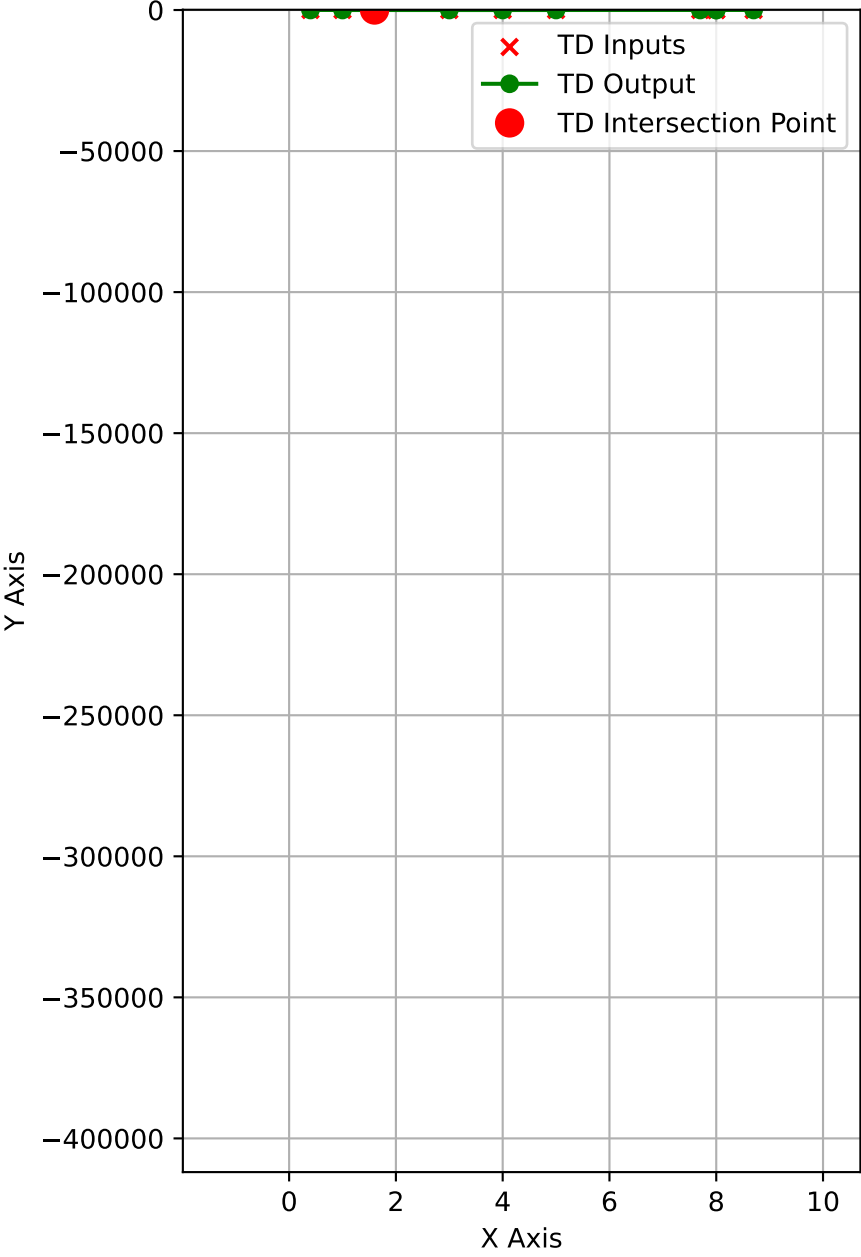 0
−50000
−100000
−150000
−200000
−250000
−300000
−350000
−400000
Y Axis
TD Inputs
TD Output
TD Intersection Point
0 2 4 6 8 10
X Axis